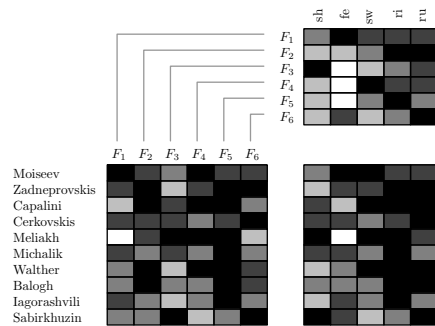 sh fe sw ri ru
F1
F2
F3
F4
F5
F6
F1 F2 F3 F4 F5 F6
Moiseev
Zadneprovskis
Capalini
Cerkovskis
Meliakh
Michalik
Walther
Balogh
Iagorashvili
Sabirkhuzin